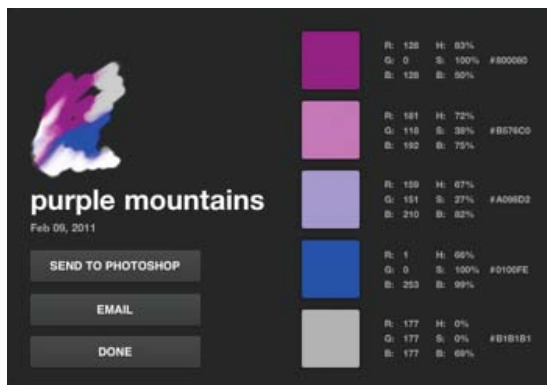 purple mountains
Feb 09, 2011
SEND TO PHOTOSHOP
EMAIL
DONE
R: 128 H: 83%
G: 0 S: 100% #800080
B: 128 B: 50%
R: 181 H: 72%
G: 118 S: 38% #B576C0
B: 192 B: 75%
R: 159 H: 67%
G: 151 S: 27%
B: 210 B: 82%
R: 1 H: 66%
G: 0 S: 100% #0100FE
B: 253 B: 99%
R: 177 H: 0%
G: 177 S: 0% #B1B1B1
B: 177 B: 69%